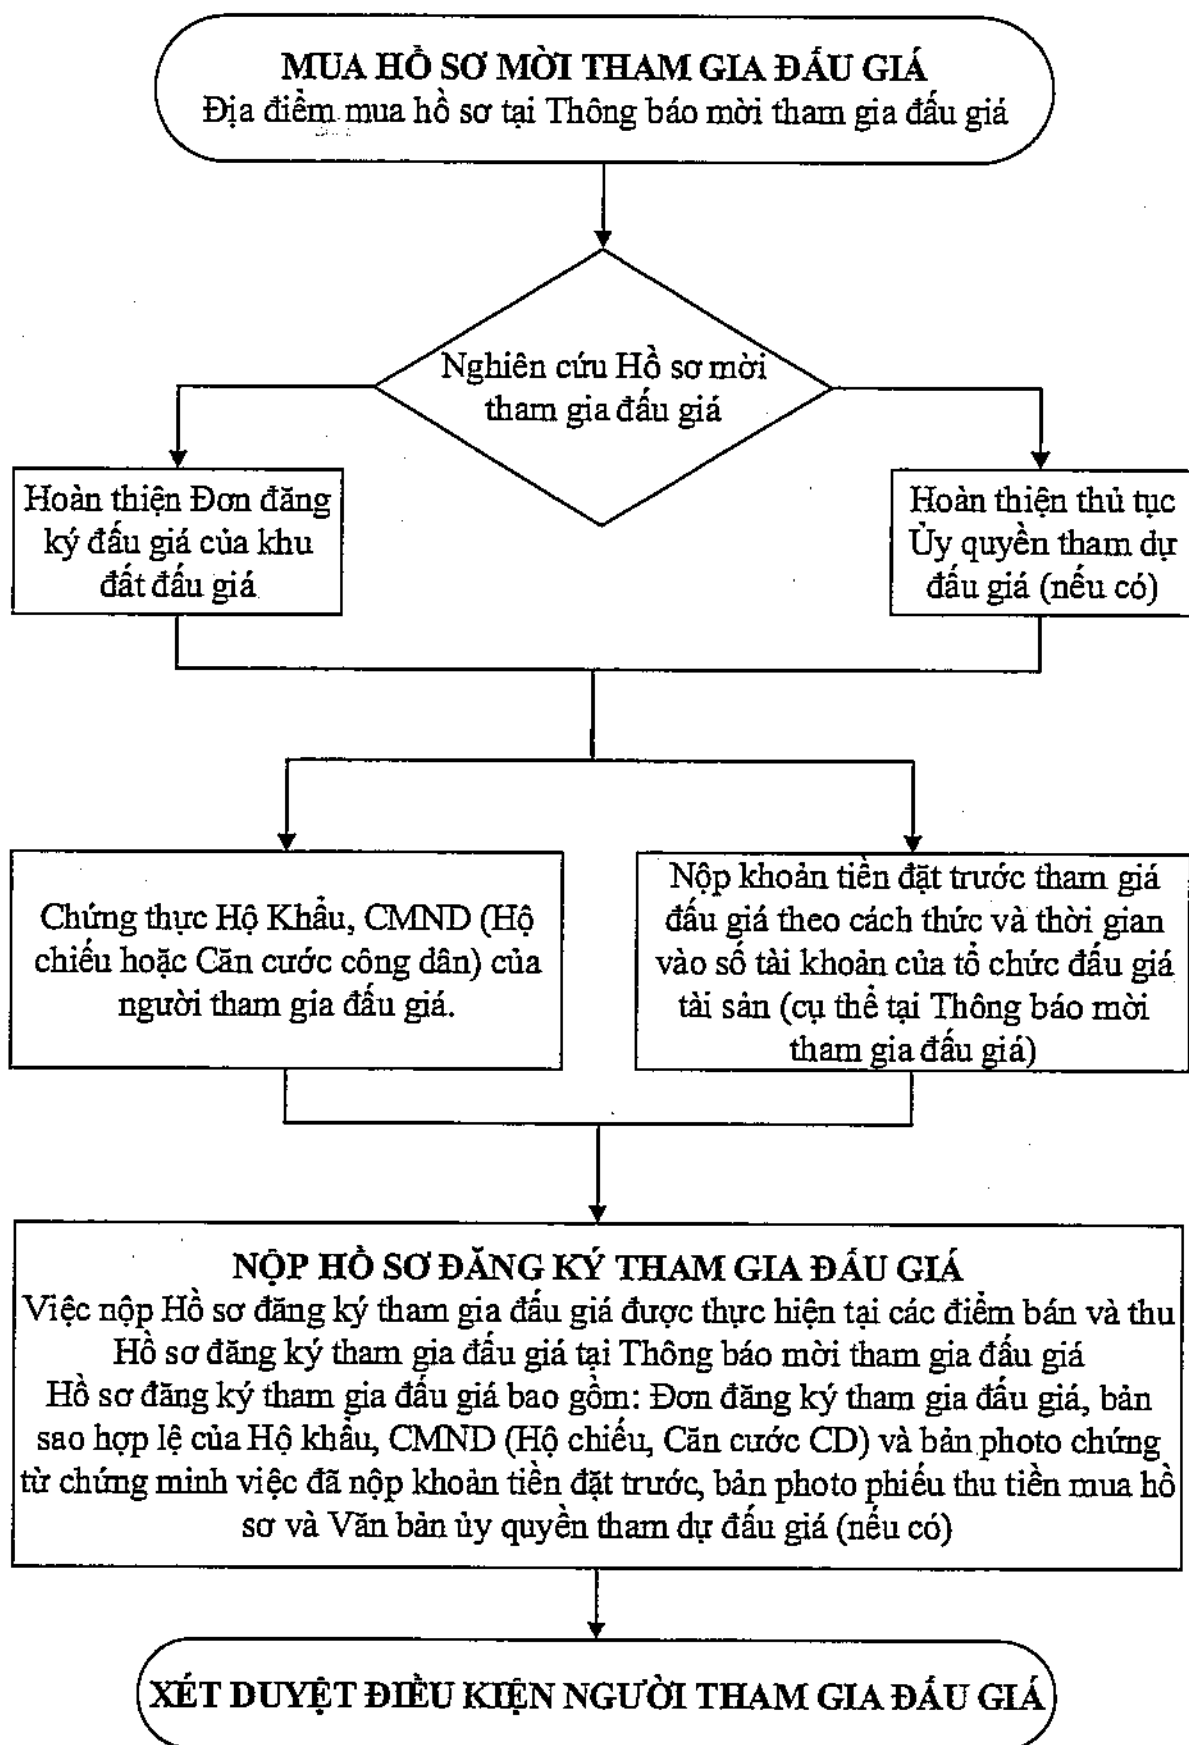 MUA HỒ SƠ MỜI THAM GIA ĐẤU GIÁ
Địa điểm mua hồ sơ tại Thông báo mời tham gia đấu giá
Nghiên cứu Hồ sơ mời
tham gia đấu giá
Hoàn thiện Đơn đăng
ký đấu giá của khu
đất đấu giá
Hoàn thiện thủ tục
Ủy quyền tham dự
đấu giá (nếu có)
Chứng thực Hộ Khẩu, CMND (Hộ
chiếu hoặc Căn cước công dân) của
người tham gia đấu giá.
Nộp khoản tiền đặt trước tham giá
đấu giá theo cách thức và thời gian
vào số tài khoản của tổ chức đấu giá
tài sản (cụ thể tại Thông báo mời
tham gia đấu giá)
NỘP HỒ SƠ ĐĂNG KÝ THAM GIA ĐẤU GIÁ
Việc nộp Hồ sơ đăng ký tham gia đấu giá được thực hiện tại các điểm bán và thu
Hồ sơ đăng ký tham gia đấu giá tại Thông báo mời tham gia đấu giá
Hồ sơ đăng ký tham gia đấu giá bao gồm: Đơn đăng ký tham gia đấu giá, bản
sao hợp lệ của Hộ khẩu, CMND (Hộ chiếu, Căn cước CD) và bản photo chứng
từ chứng minh việc đã nộp khoản tiền đặt trước, bản photo phiếu thu tiền mua hồ
sơ và Văn bản ủy quyền tham dự đấu giá (nếu có)
XÉT DUYỆT ĐIỀU KIỆN NGƯỜI THAM GIA ĐẤU GIÁ